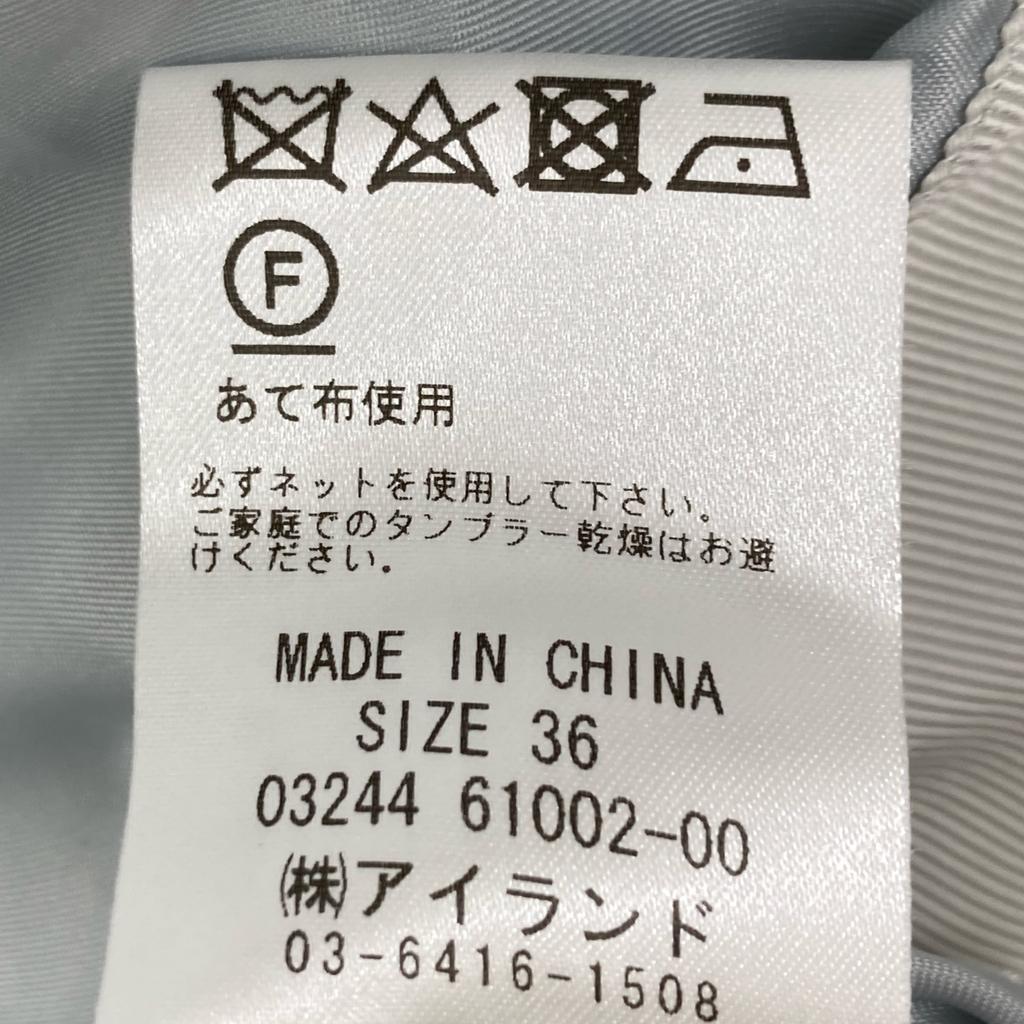 F
あて布使用
必ずネットを使用して下さい。
ご家庭でのタンブラー乾燥はお避
けください.
MADE IN CHINA
SIZE 36
03244 61002-00
㈱アイランド
03-6416-1508